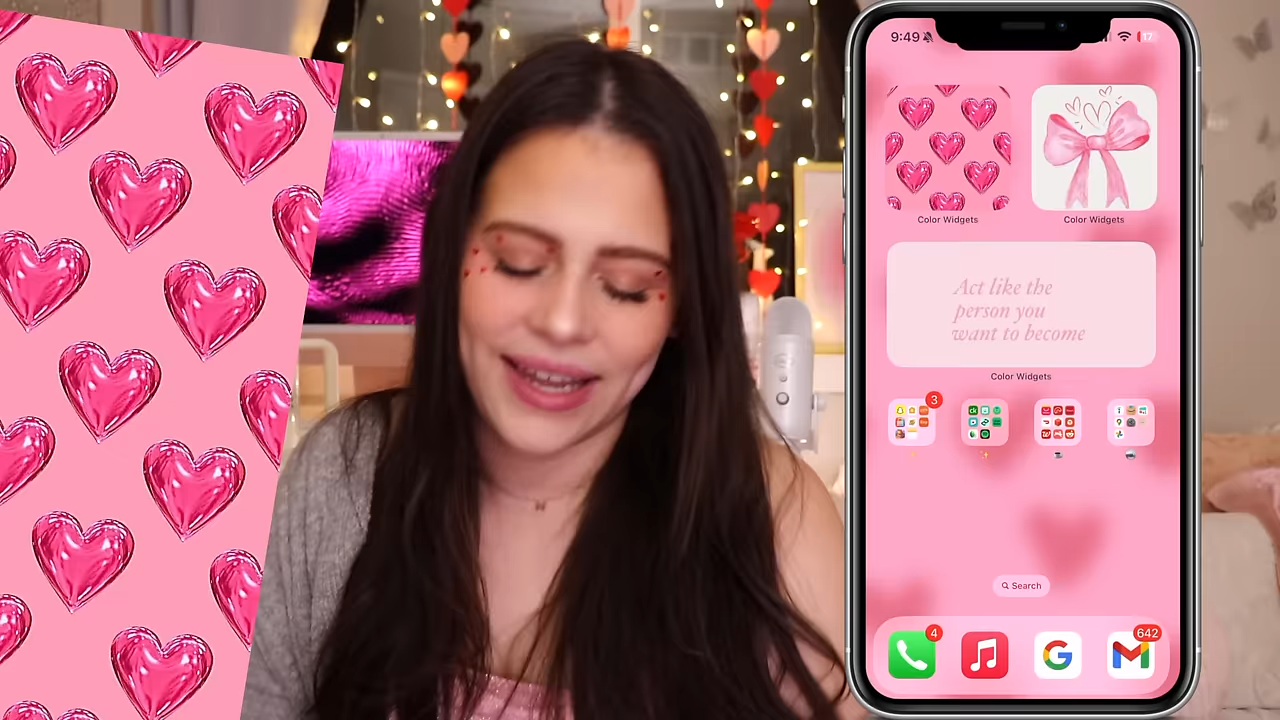 9:49
17
Color Widgets
Color Widgets
Act like the
person you
want to become
Color Widgets
3
Search
4
642